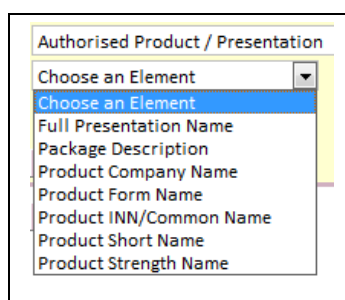 Authorised Product / Presentation
Choose an Element
Choose an Element
Full Presentation Name
Package Description
Product Company Name
Product Form Name
Product INN/Common Name
Product Short Name
Product Strength Name